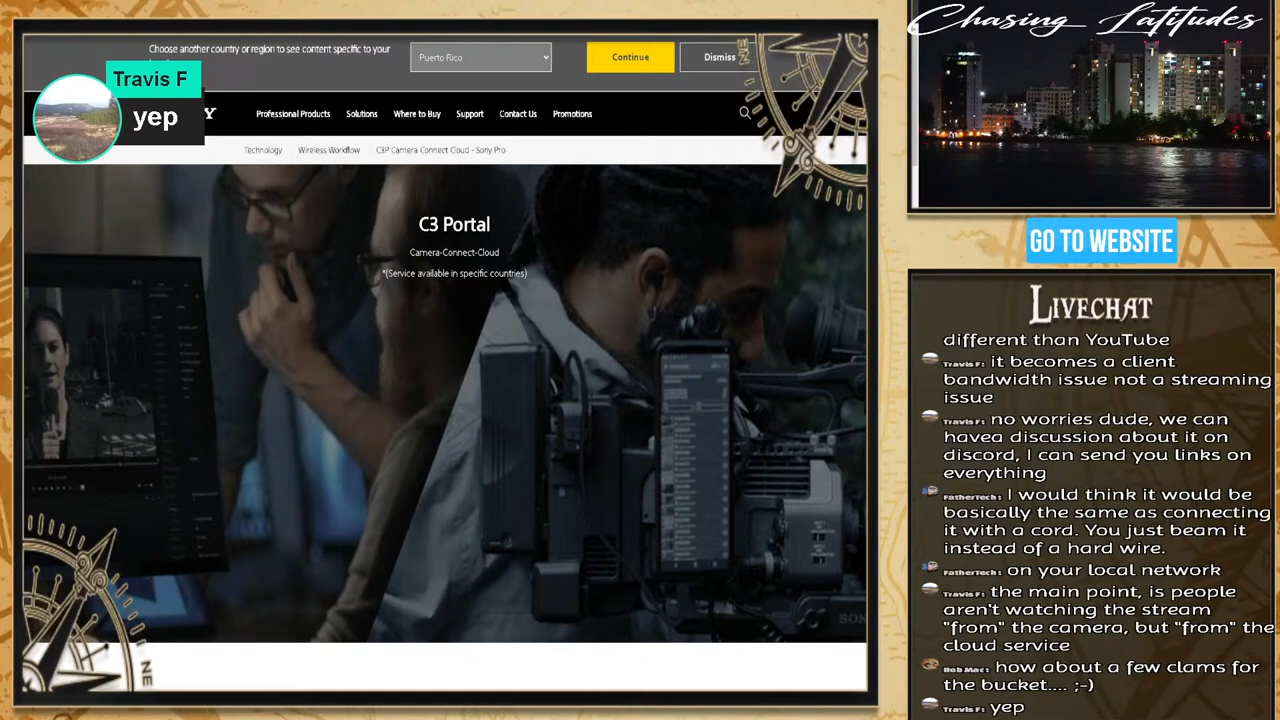 Choose another country or region to see content specific to your
Puerto Rico
Continue
Dismiss
NE
Travis F
yep
Y
Professional Products
Solutions
Where to Buy
Support
Contact Us
Promotions
Technology
Wireless Workflow
C3P Camera Connect Cloud - Sony Pro
C3 Portal
Camera-Connect-Cloud
*(Service available in specific countries)
SON
NE
Chasing Latitudes
GO TO WEBSITE
LIVECHAT
different than YouTube
Travis F: it becomes a client
bandwidth issue not a streaming
issue
Travis F: no worries dude, we can
havea discussion about it on
discord, I can send you links on
everything
FatherTech: I would think it would be
basically the same as connecting
it with a cord. You just beam it
instead of a hard wire.
FatherTech: on your local network
Travis F: the main point, is people
aren't watching the stream
"from" the camera, but "from" the
cloud service
Rob Mac: how about a few clams for
the bucket.... ;-)
Travis F: yep